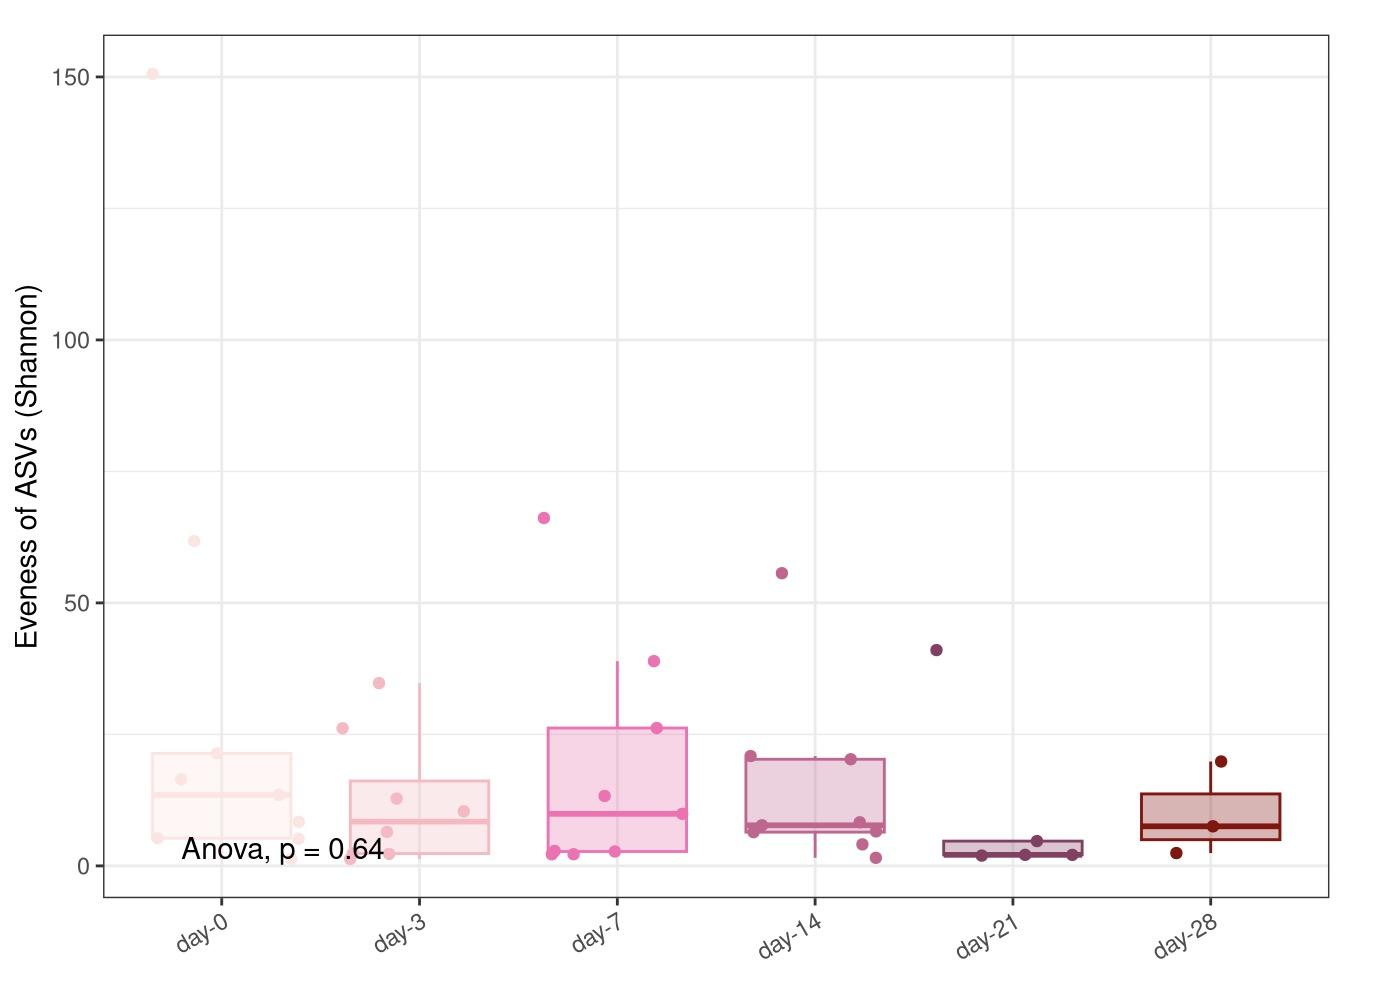 Eveness of ASVs (Shannon)
150
100
50
0
Anova, p = 0.64
day-0
day-3
day-7
day-14
day-21
day-28